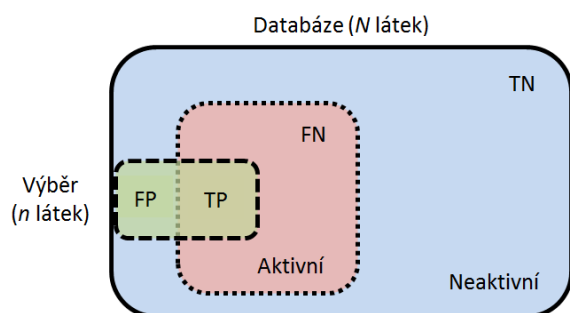 Databáze (N látek)
TN
FN
Výběr
(n látek)
FP
TP
Aktivní
Neaktivní